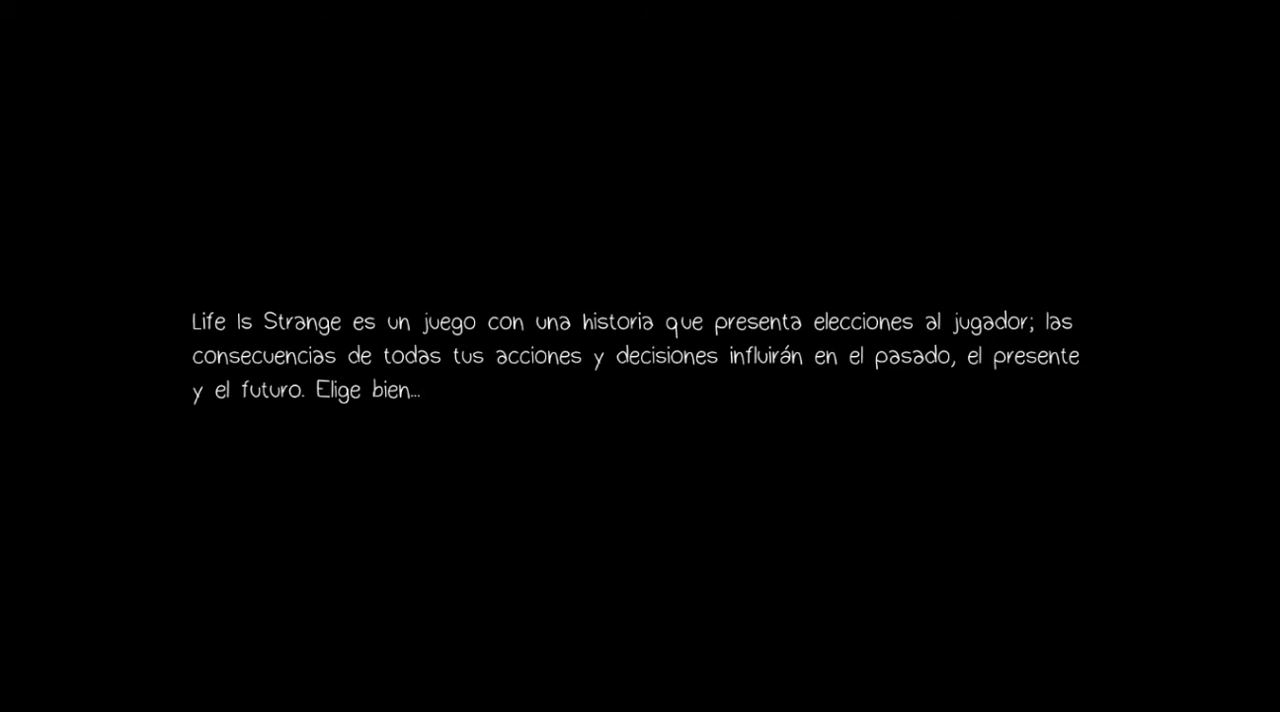 Life Is Strange es un juego con una historia que presenta elecciones al jugador; las
consecuencias de todas tus acciones y decisiones influirán en el pasado, el presente
y el futuro. Elige bien...